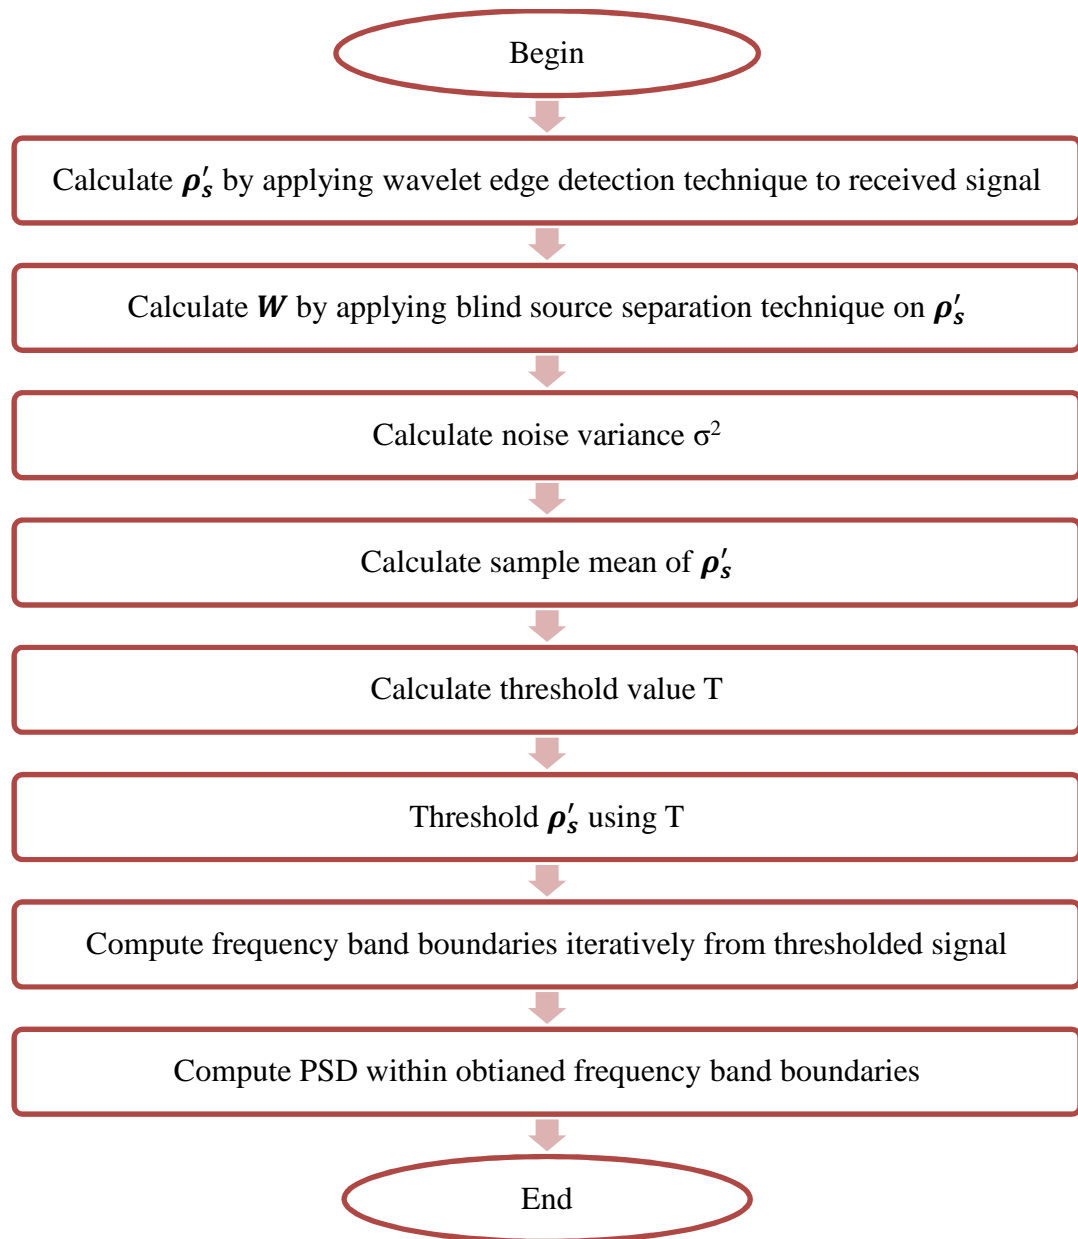 Begin
Calculate 𝝆′ₛ by applying wavelet edge detection technique to received signal
Calculate 𝑾 by applying blind source separation technique on 𝝆′ₛ
Calculate noise variance σ²
Calculate sample mean of 𝝆′ₛ
Calculate threshold value T
Threshold 𝝆′ₛ using T
Compute frequency band boundaries iteratively from thresholded signal
Compute PSD within obtianed frequency band boundaries
End